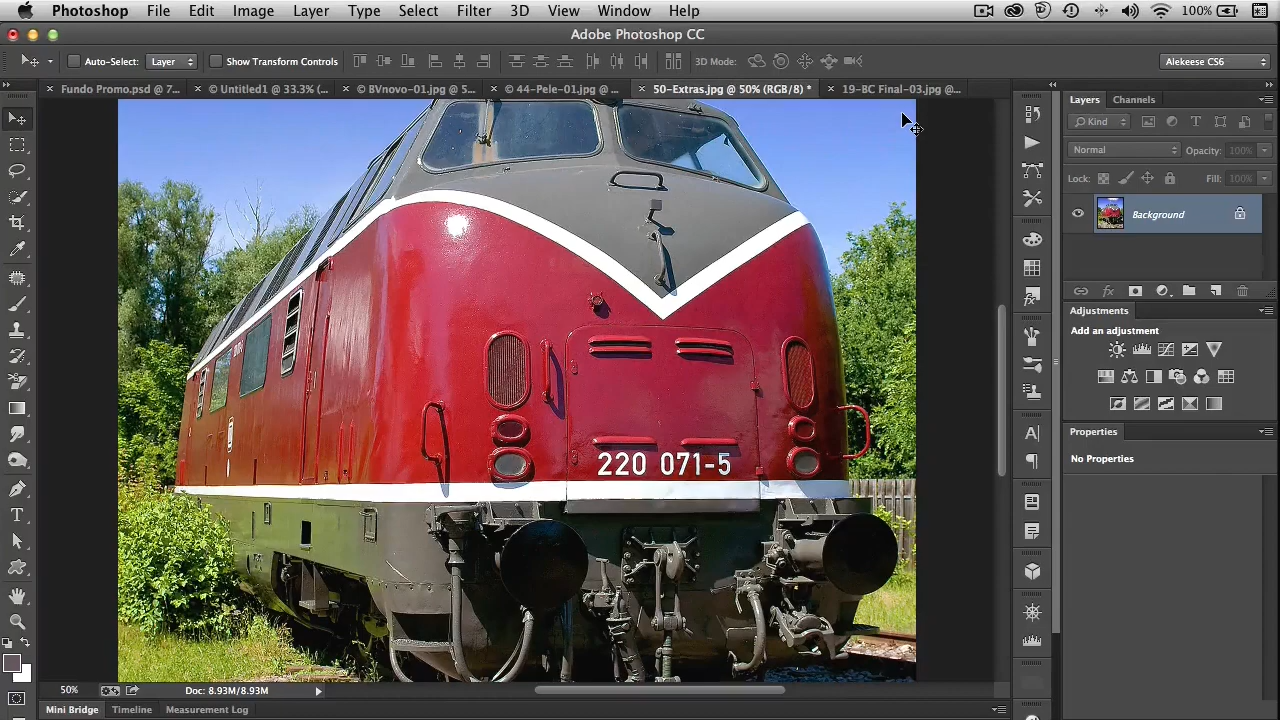 Photoshop File Edit Image Layer Type Select Filter 3D View Window Help 100%
Adobe Photoshop CC
Auto-Select: Layer Show Transform Controls 3D Mode: Alekeese CS6
Fundo Promo.psd @ 7... © Untitled1 @ 33.3% (... © BVnovo-01.jpg @ 5... © 44-Pele-01.jpg @ ... 50-Extras.jpg @ 50% (RGB/8) * 19-BC Final-03.jpg @...
Layers Channels
Kind
Normal Opacity: 100%
Lock: Fill: 100%
Background
Adjustments
Add an adjustment
Properties
No Properties
220 071-5
50% Doc: 8.93M/8.93M
Mini Bridge Timeline Measurement Log